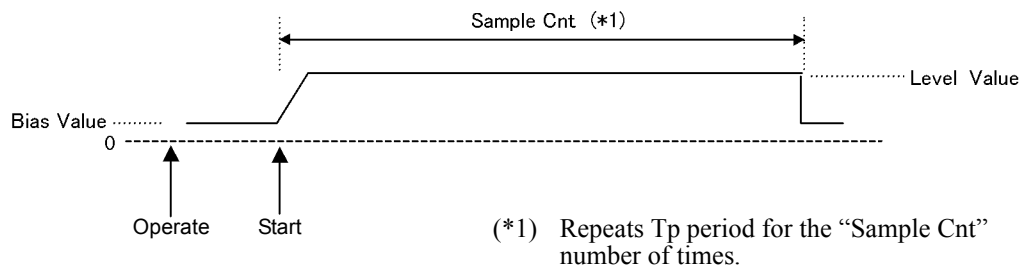 Sample Cnt (*1)
Level Value
Bias Value
0
Operate
Start
(*1) Repeats Tp period for the “Sample Cnt”
number of times.